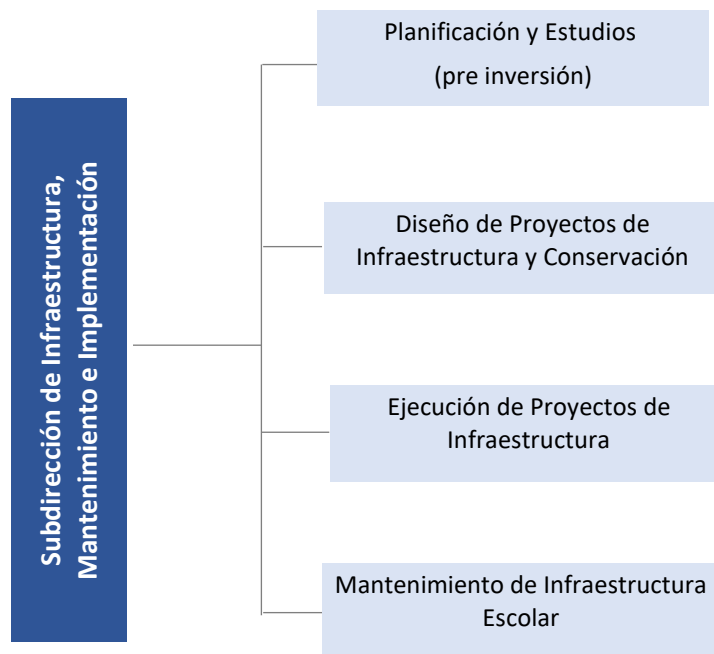 Subdirección de Infraestructura,
Mantenimiento e Implementación
Planificación y Estudios
(pre inversión)
Diseño de Proyectos de
Infraestructura y Conservación
Ejecución de Proyectos de
Infraestructura
Mantenimiento de Infraestructura
Escolar